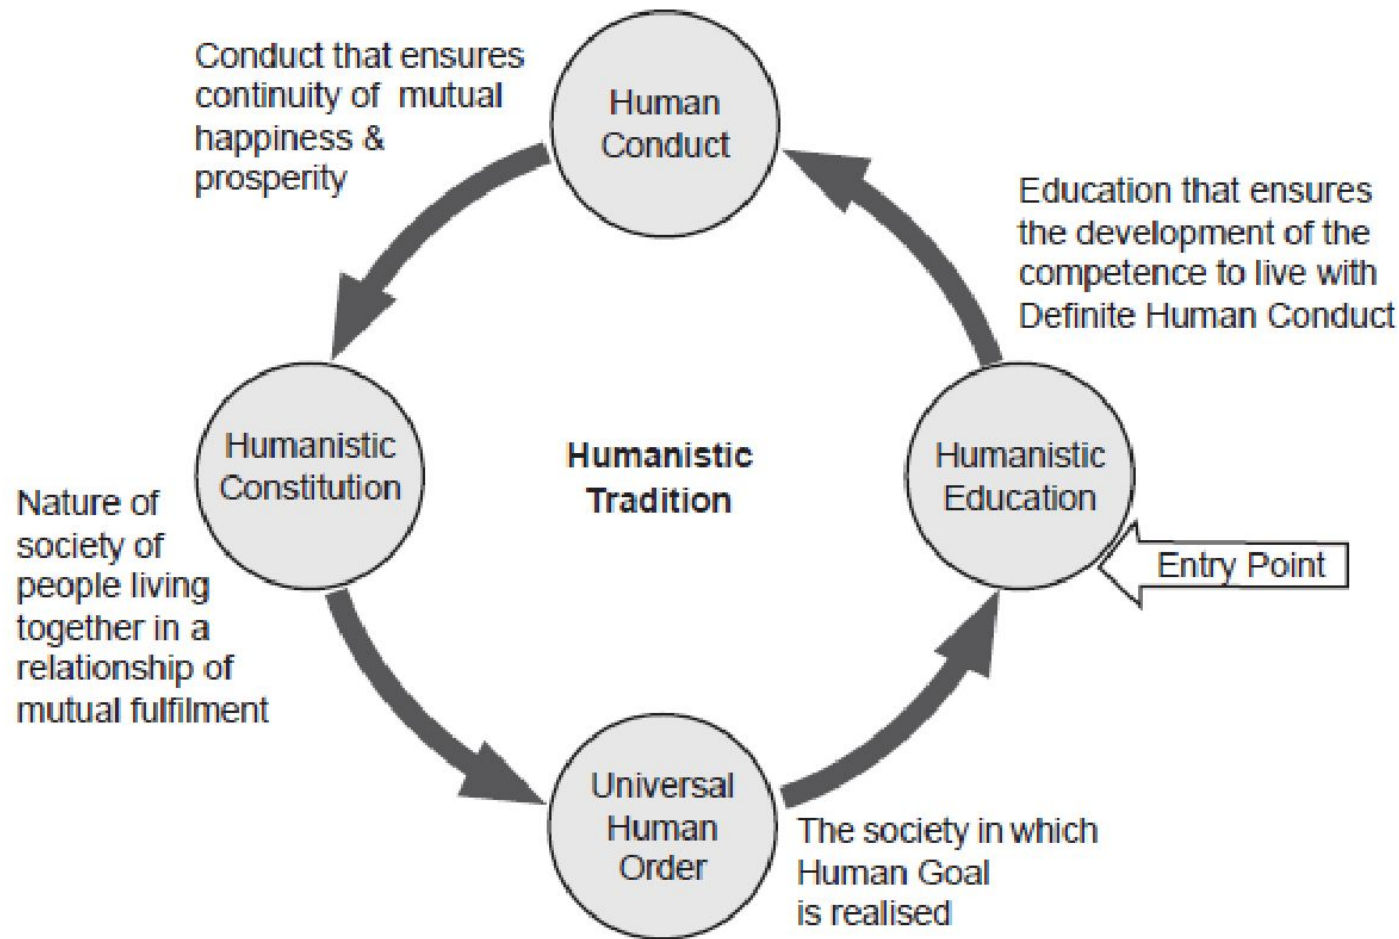 Conduct that ensures
continuity of mutual
happiness &
prosperity
Human
Conduct
Education that ensures
the development of the
competence to live with
Definite Human Conduct
Humanistic
Constitution
Humanistic
Tradition
Humanistic
Education
Entry Point
Nature of
society of
people living
together in a
relationship of
mutual fulfilment
Universal
Human
Order
The society in which
Human Goal
is realised